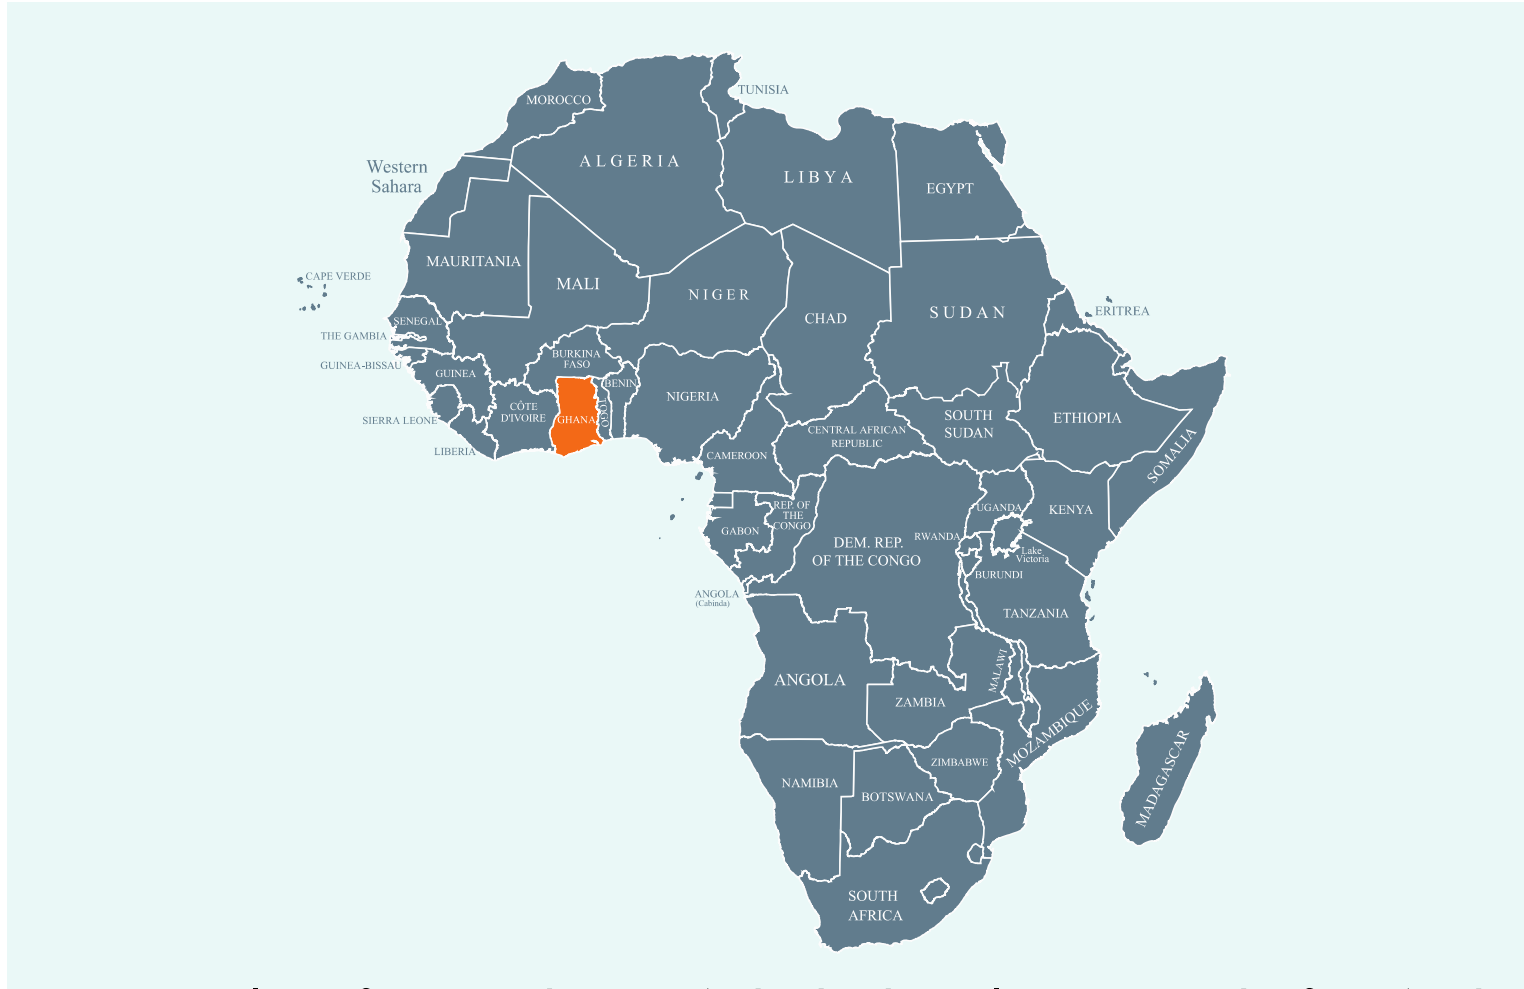 TUNISIA
MOROCCO
ALGERIA
Western
Sahara
LIBYA
EGYPT
MAURITANIA
CAPE VERDE
MALI
NIGER
CHAD
SUDAN
ERITREA
SENEGAL
THE GAMBIA
BURKINA
FASO
GUINEA-BISSAU
GUINEA
BENIN
NIGERIA
CÔTE
D'IVOIRE
GHANA
TOGO
SIERRA LEONE
LIBERIA
SOUTH
SUDAN
ETHIOPIA
CENTRAL AFRICAN
REPUBLIC
CAMEROON
SOMALIA
REP. OF
THE
CONGO
UGANDA
KENYA
GABON
RWANDA
DEM. REP.
OF THE CONGO
Lake
Victoria
BURUNDI
ANGOLA
(Cabinda)
TANZANIA
ANGOLA
MALAWI
ZAMBIA
MOZAMBIQUE
ZIMBABWE
MADAGASCAR
NAMIBIA
BOTSWANA
SOUTH
AFRICA